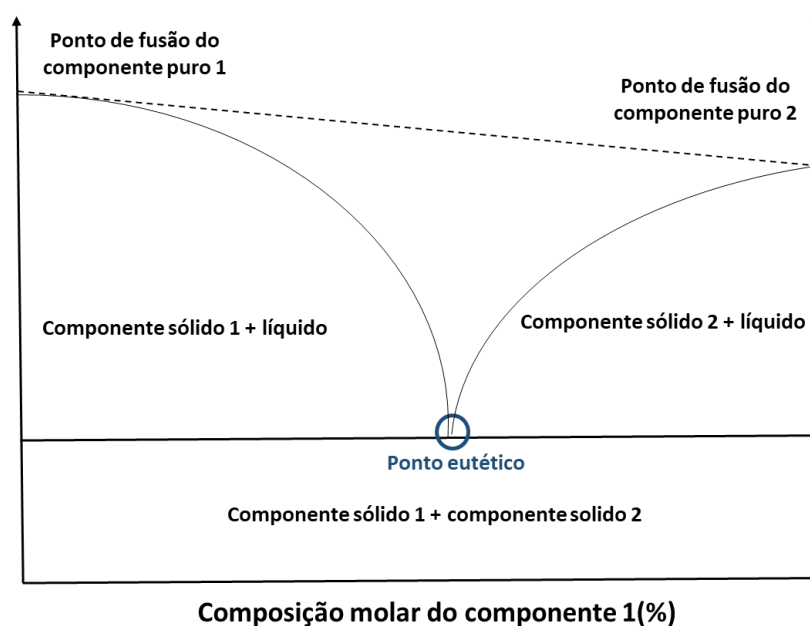 Ponto de fusão do
componente puro 1
Ponto de fusão do
componente puro 2
Componente sólido 1 + líquido
Componente sólido 2 + líquido
Ponto eutético
Componente sólido 1 + componente solido 2
Composição molar do componente 1(%)